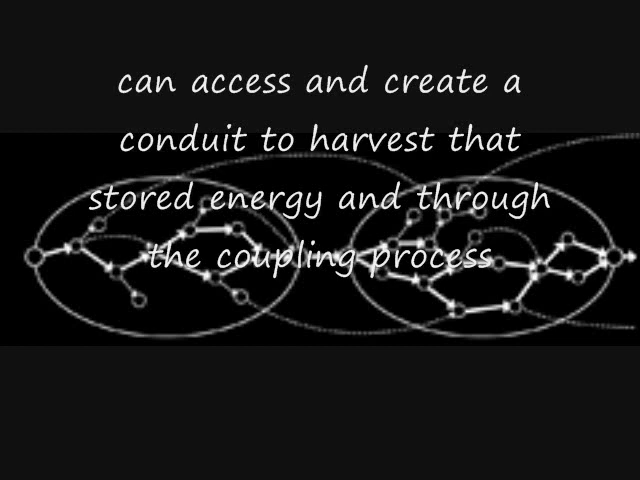 can access and create a
conduit to harvest that
stored energy and through
the coupling process